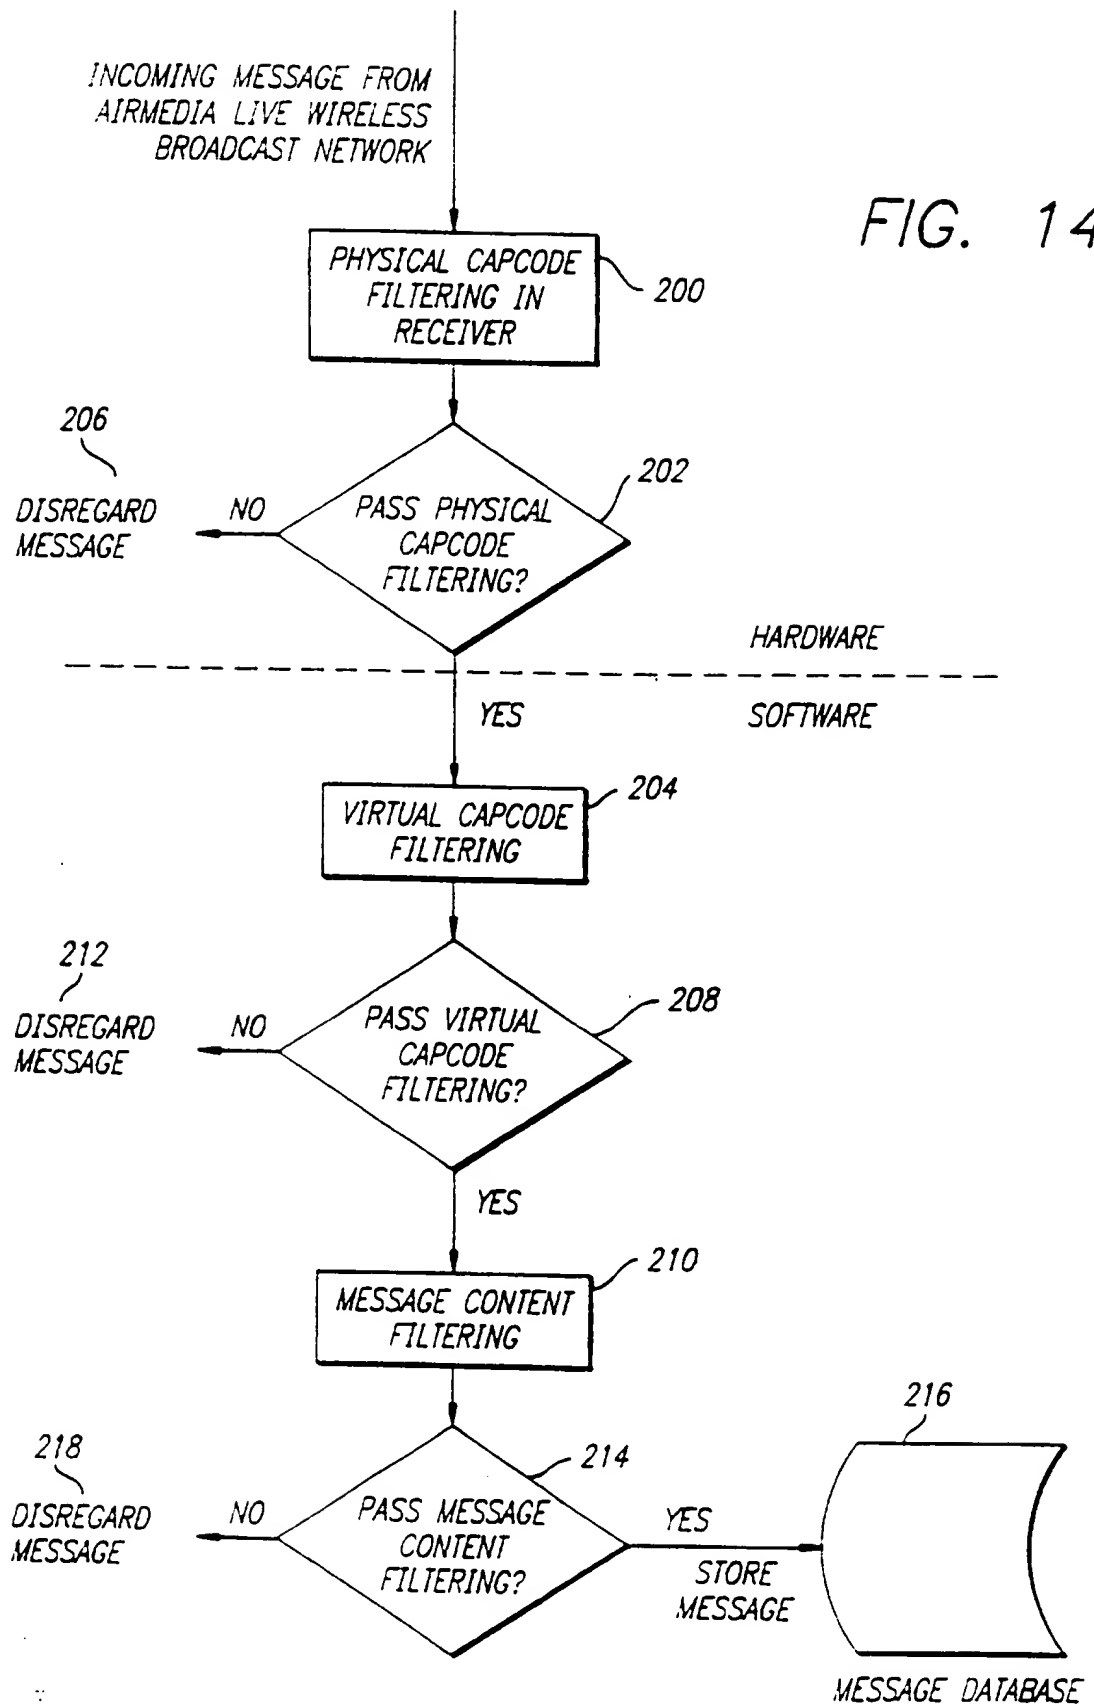 INCOMING MESSAGE FROM
AIRMEDIA LIVE WIRELESS
BROADCAST NETWORK
FIG. 14
PHYSICAL CAPCODE
FILTERING IN
RECEIVER
200
206
202
DISREGARD
MESSAGE
NO
PASS PHYSICAL
CAPCODE
FILTERING?
HARDWARE
YES
SOFTWARE
204
VIRTUAL CAPCODE
FILTERING
212
208
DISREGARD
MESSAGE
NO
PASS VIRTUAL
CAPCODE
FILTERING?
YES
210
MESSAGE CONTENT
FILTERING
216
218
214
DISREGARD
MESSAGE
NO
PASS MESSAGE
CONTENT
FILTERING?
YES
STORE
MESSAGE
MESSAGE DATABASE